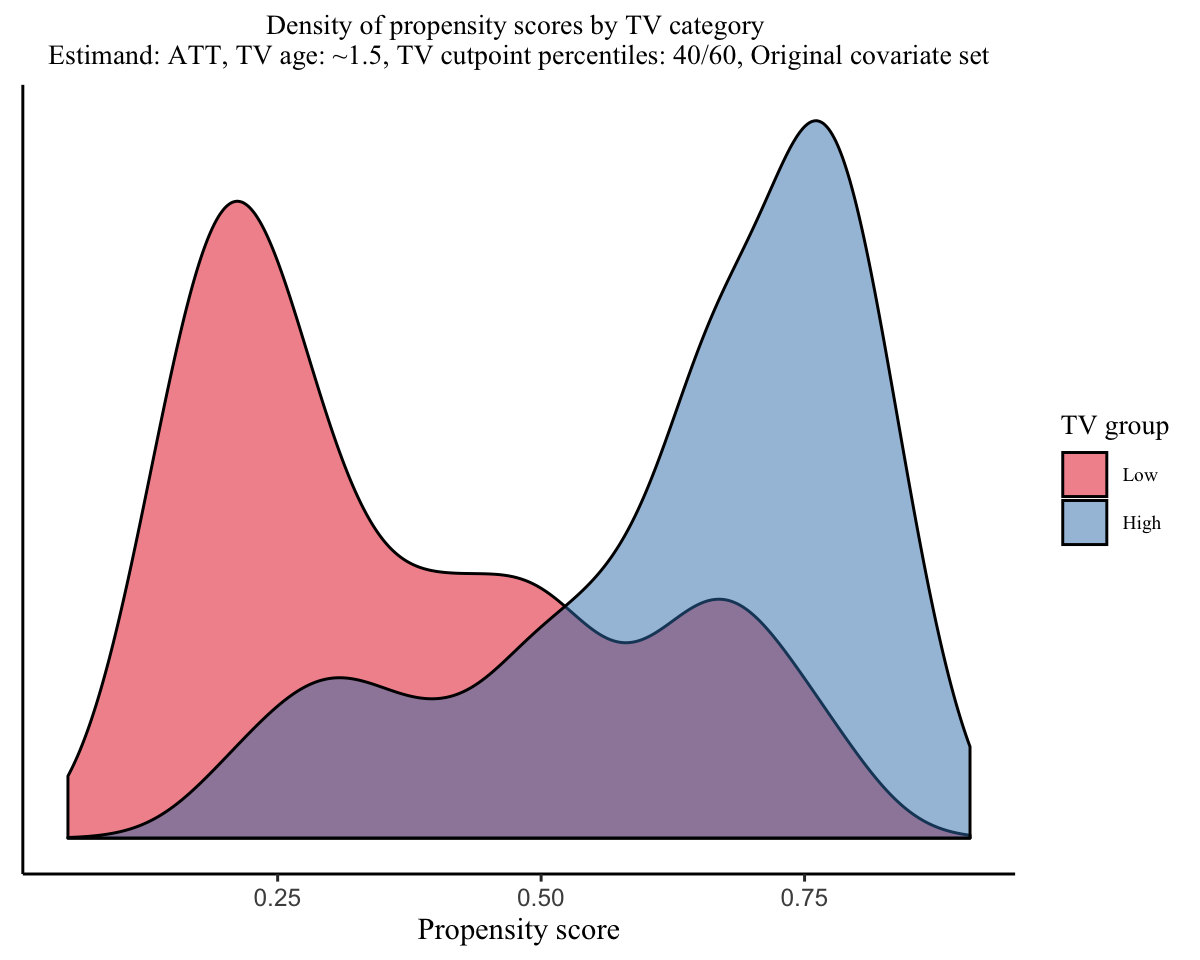 Density of propensity scores by TV category
Estimand: ATT, TV age: ~1.5, TV cutpoint percentiles: 40/60, Original covariate set
TV group
Low
High
0.25
0.50
0.75
Propensity score